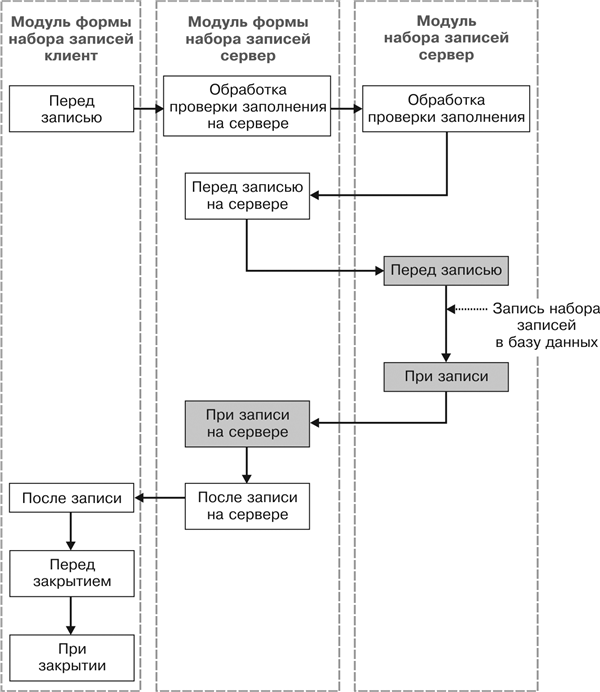 Модуль формы
набора записей
клиент
Модуль формы
набора записей
сервер
Модуль
набора записей
сервер
Перед
записью
Обработка
проверки заполнения
на сервере
Обработка
проверки заполнения
Перед записью
на сервере
Перед записью
Запись набора
записей
в базу данных
При записи
При записи
на сервере
После записи
После записи
на сервере
Перед
закрытием
При
закрытии